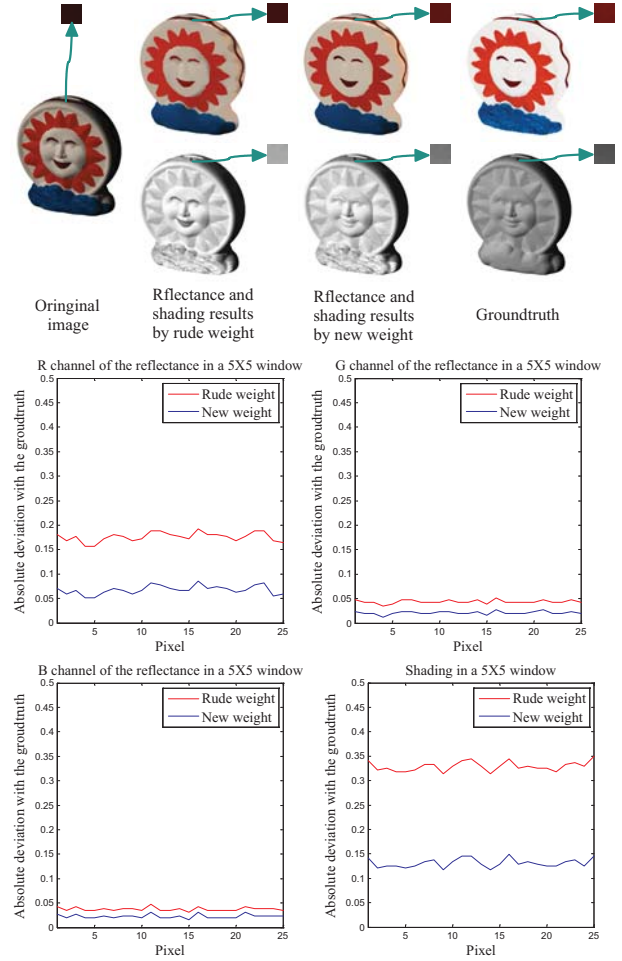 Oringinal
image
Rflectance and
shading results
by rude weight
Rflectance and
shading results
by new weight
Groundtruth
R channel of the reflectance in a 5X5 window
Absolute deviation with the groudtruth
0.5
0.45
0.4
0.35
0.3
0.25
0.2
0.15
0.1
0.05
0
5
10
15
20
25
Pixel
Rude weight
New weight
G channel of the reflectance in a 5X5 window
Absolute deviation with the groudtruth
0.5
0.45
0.4
0.35
0.3
0.25
0.2
0.15
0.1
0.05
0
5
10
15
20
25
Pixel
Rude weight
New weight
B channel of the reflectance in a 5X5 window
Absolute deviation with the groudtruth
0.5
0.45
0.4
0.35
0.3
0.25
0.2
0.15
0.1
0.05
0
5
10
15
20
25
Pixel
Rude weight
New weight
Shading in a 5X5 window
Absolute deviation with the groudtruth
0.5
0.45
0.4
0.35
0.3
0.25
0.2
0.15
0.1
0.05
0
5
10
15
20
25
Pixel
Rude weight
New weight